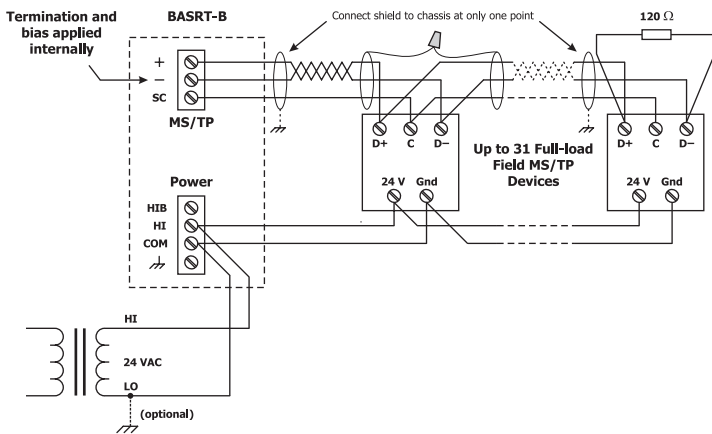 Termination and
bias applied
internally
BASRT-B
Connect shield to chassis at only one point
120 Ω
+
−
SC
MS/TP
D+ C D−
Up to 31 Full-load
Field MS/TP
Devices
D+ C D−
Power
24 V Gnd
24 V Gnd
HIB
HI
COM
HI
24 VAC
LO
(optional)